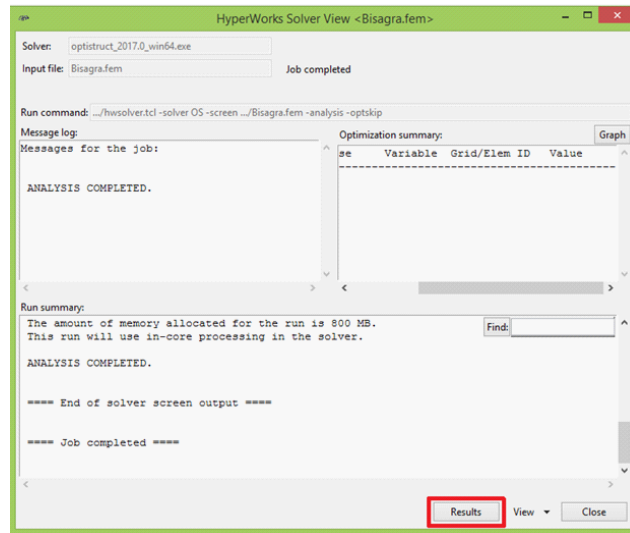 HyperWorks Solver View <Bisagra.fem>
Solver: optistruct_2017.0_win64.exe
Input file: Bisagra.fem Job completed
Run command: .../hwsolver.tcl -solver OS -screen .../Bisagra.fem -analysis -optskip
Message log: Optimization summary: Graph
Messages for the job:
se Variable Grid/Elem ID Value
--------------------------------------------
ANALYSIS COMPLETED.
Run summary:
The amount of memory allocated for the run is 800 MB.
Find:
This run will use in-core processing in the solver.
ANALYSIS COMPLETED.
==== End of solver screen output ====
==== Job completed ====
Results View Close